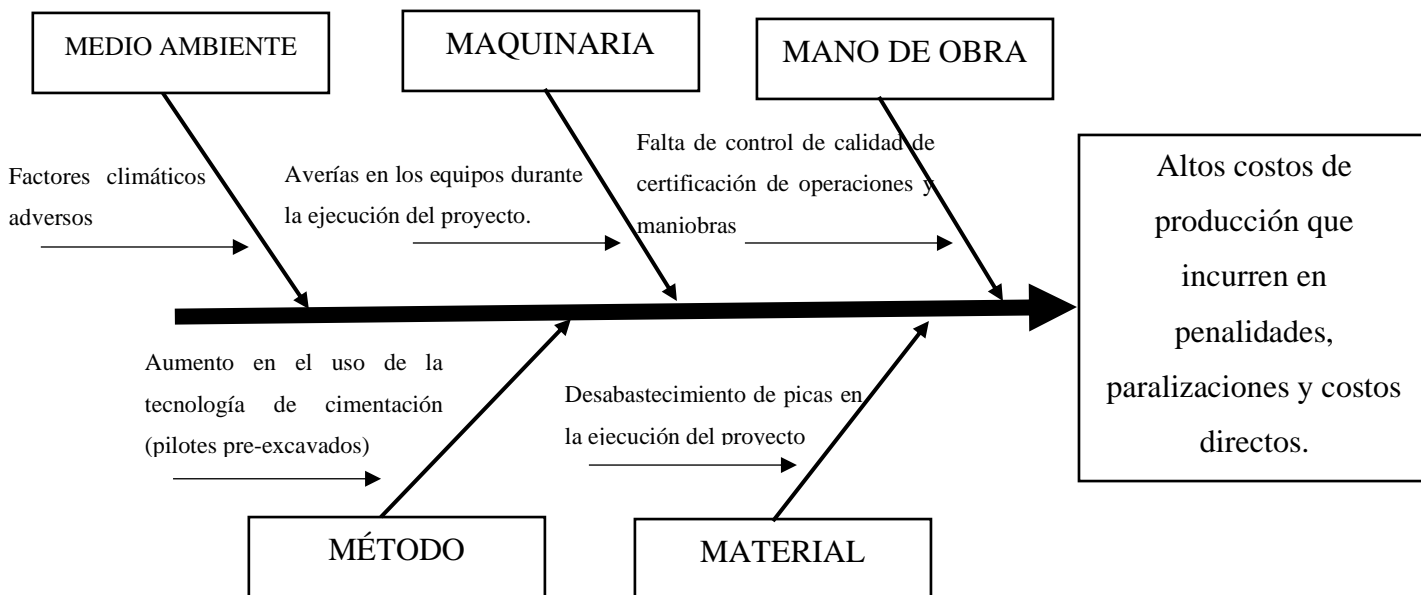 MEDIO AMBIENTE
MAQUINARIA
MANO DE OBRA
Factores climáticos
adversos
Averías en los equipos durante
la ejecución del proyecto.
Falta de control de calidad de
certificación de operaciones y
maniobras
Altos costos de
producción que
incurren en
penalidades,
paralizaciones y costos
directos.
Aumento en el uso de la
tecnología de cimentación
(pilotes pre-excavados)
Desabastecimiento de picas en
la ejecución del proyecto
MÉTODO
MATERIAL